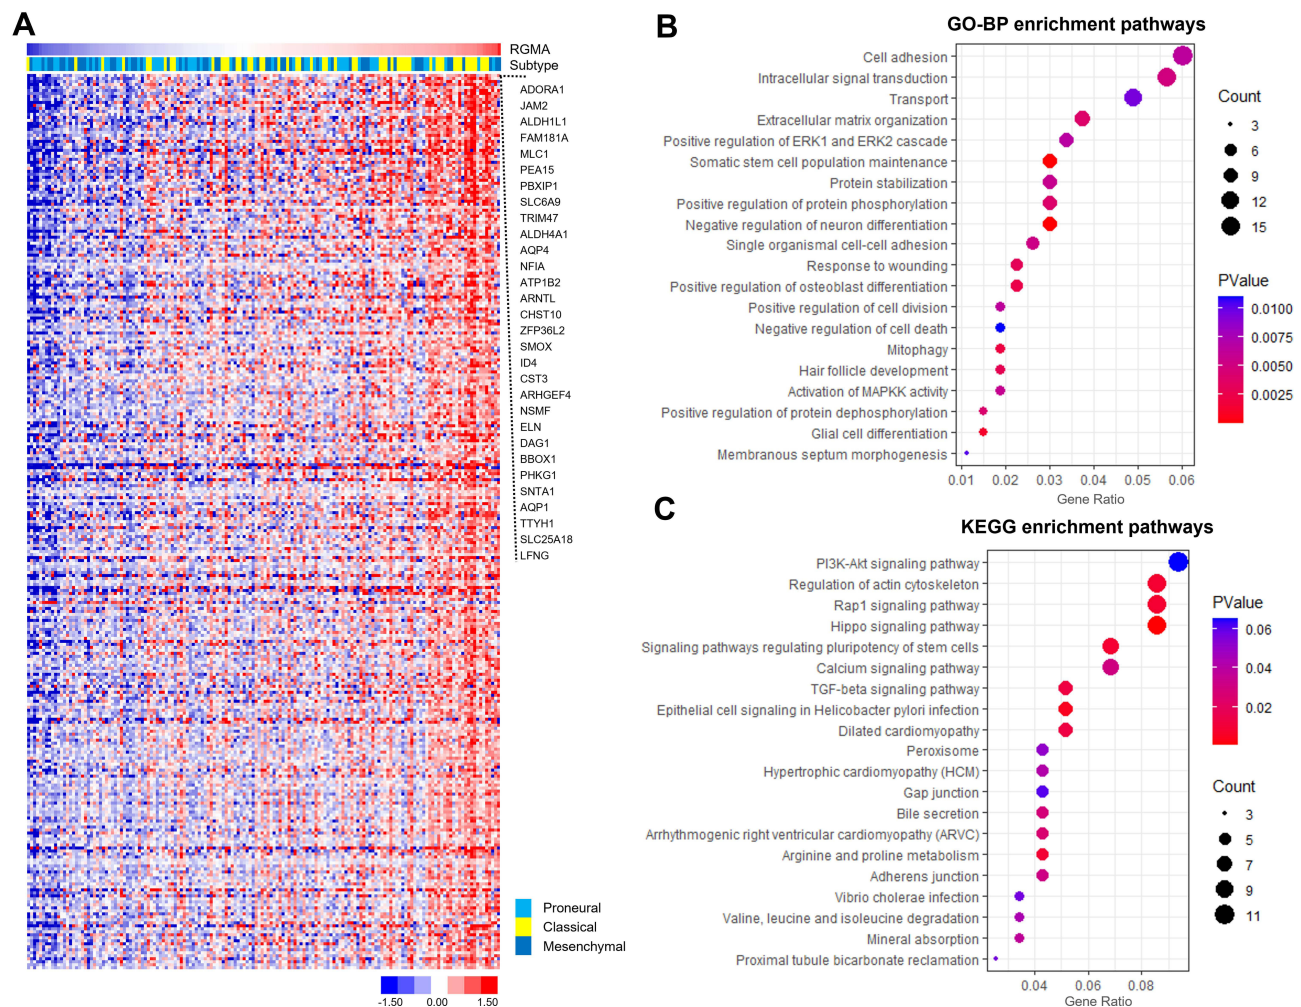 A
RGMA
Subtype
ADORA1
JAM2
ALDH1L1
FAM181A
MLC1
PEA15
PBXIP1
SLC6A9
TRIM47
ALDH4A1
AQP4
NFIA
ATP1B2
ARNTL
CHST10
ZFP36L2
SMOX
ID4
CST3
ARHGEF4
NSMF
ELN
DAG1
BBOX1
PHKG1
SNTA1
AQP1
TTYH1
SLC25A18
LFNG
Proneural
Classical
Mesenchymal
-1.50 0.00 1.50
B
GO-BP enrichment pathways
Cell adhesion
Intracellular signal transduction
Transport
Extracellular matrix organization
Positive regulation of ERK1 and ERK2 cascade
Somatic stem cell population maintenance
Protein stabilization
Positive regulation of protein phosphorylation
Negative regulation of neuron differentiation
Single organismal cell-cell adhesion
Response to wounding
Positive regulation of osteoblast differentiation
Positive regulation of cell division
Negative regulation of cell death
Mitophagy
Hair follicle development
Activation of MAPKK activity
Positive regulation of protein dephosphorylation
Glial cell differentiation
Membranous septum morphogenesis
0.01 0.02 0.03 0.04 0.05 0.06
Gene Ratio
Count
3
6
9
12
15
PValue
0.0100
0.0075
0.0050
0.0025
C
KEGG enrichment pathways
PI3K-Akt signaling pathway
Regulation of actin cytoskeleton
Rap1 signaling pathway
Hippo signaling pathway
Signaling pathways regulating pluripotency of stem cells
Calcium signaling pathway
TGF-beta signaling pathway
Epithelial cell signaling in Helicobacter pylori infection
Dilated cardiomyopathy
Peroxisome
Hypertrophic cardiomyopathy (HCM)
Gap junction
Bile secretion
Arrhythmogenic right ventricular cardiomyopathy (ARVC)
Arginine and proline metabolism
Adherens junction
Vibrio cholerae infection
Valine, leucine and isoleucine degradation
Mineral absorption
Proximal tubule bicarbonate reclamation
0.04 0.06 0.08
Gene Ratio
PValue
0.06
0.04
0.02
Count
3
5
7
9
11